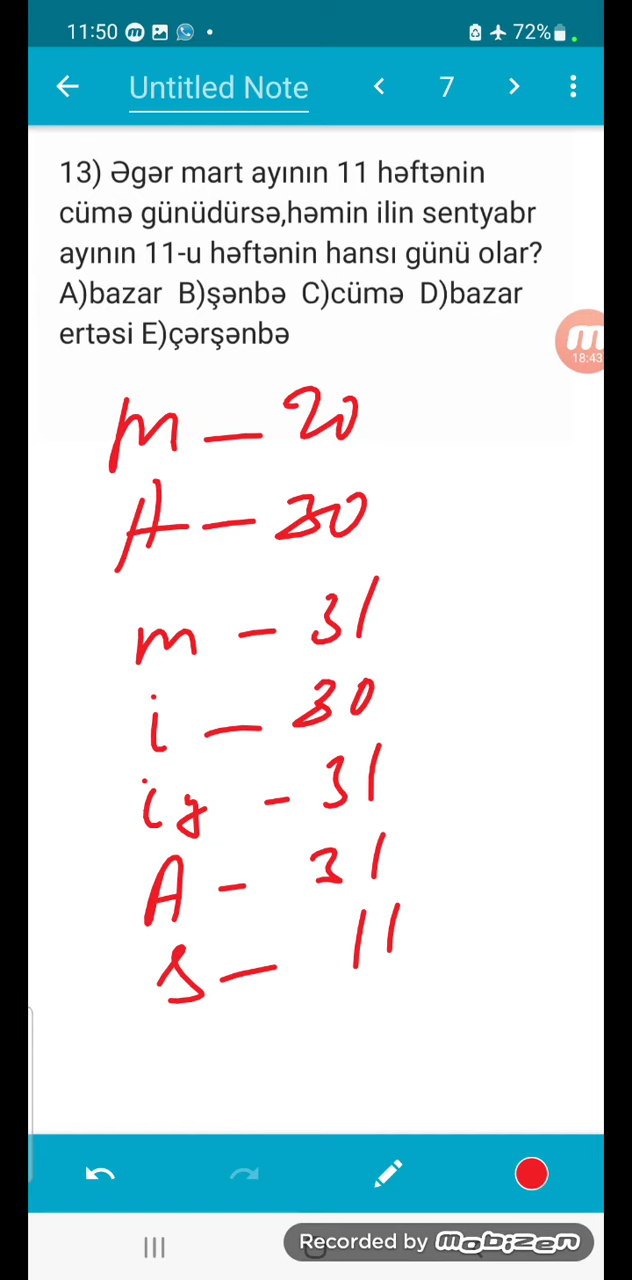 11:50 72%
Untitled Note < 7 >
13) Əgər mart ayının 11 həftənin
cümə günüdürsə,həmin ilin sentyabr
ayının 11-u həftənin hansı günü olar?
A)bazar B)şənbə C)cümə D)bazar
ertəsi E)çərşənbə
18:43
m — 20
A — 30
m — 31
i — 30
iy - 31
A - 31
s — 11
Recorded by mobizen